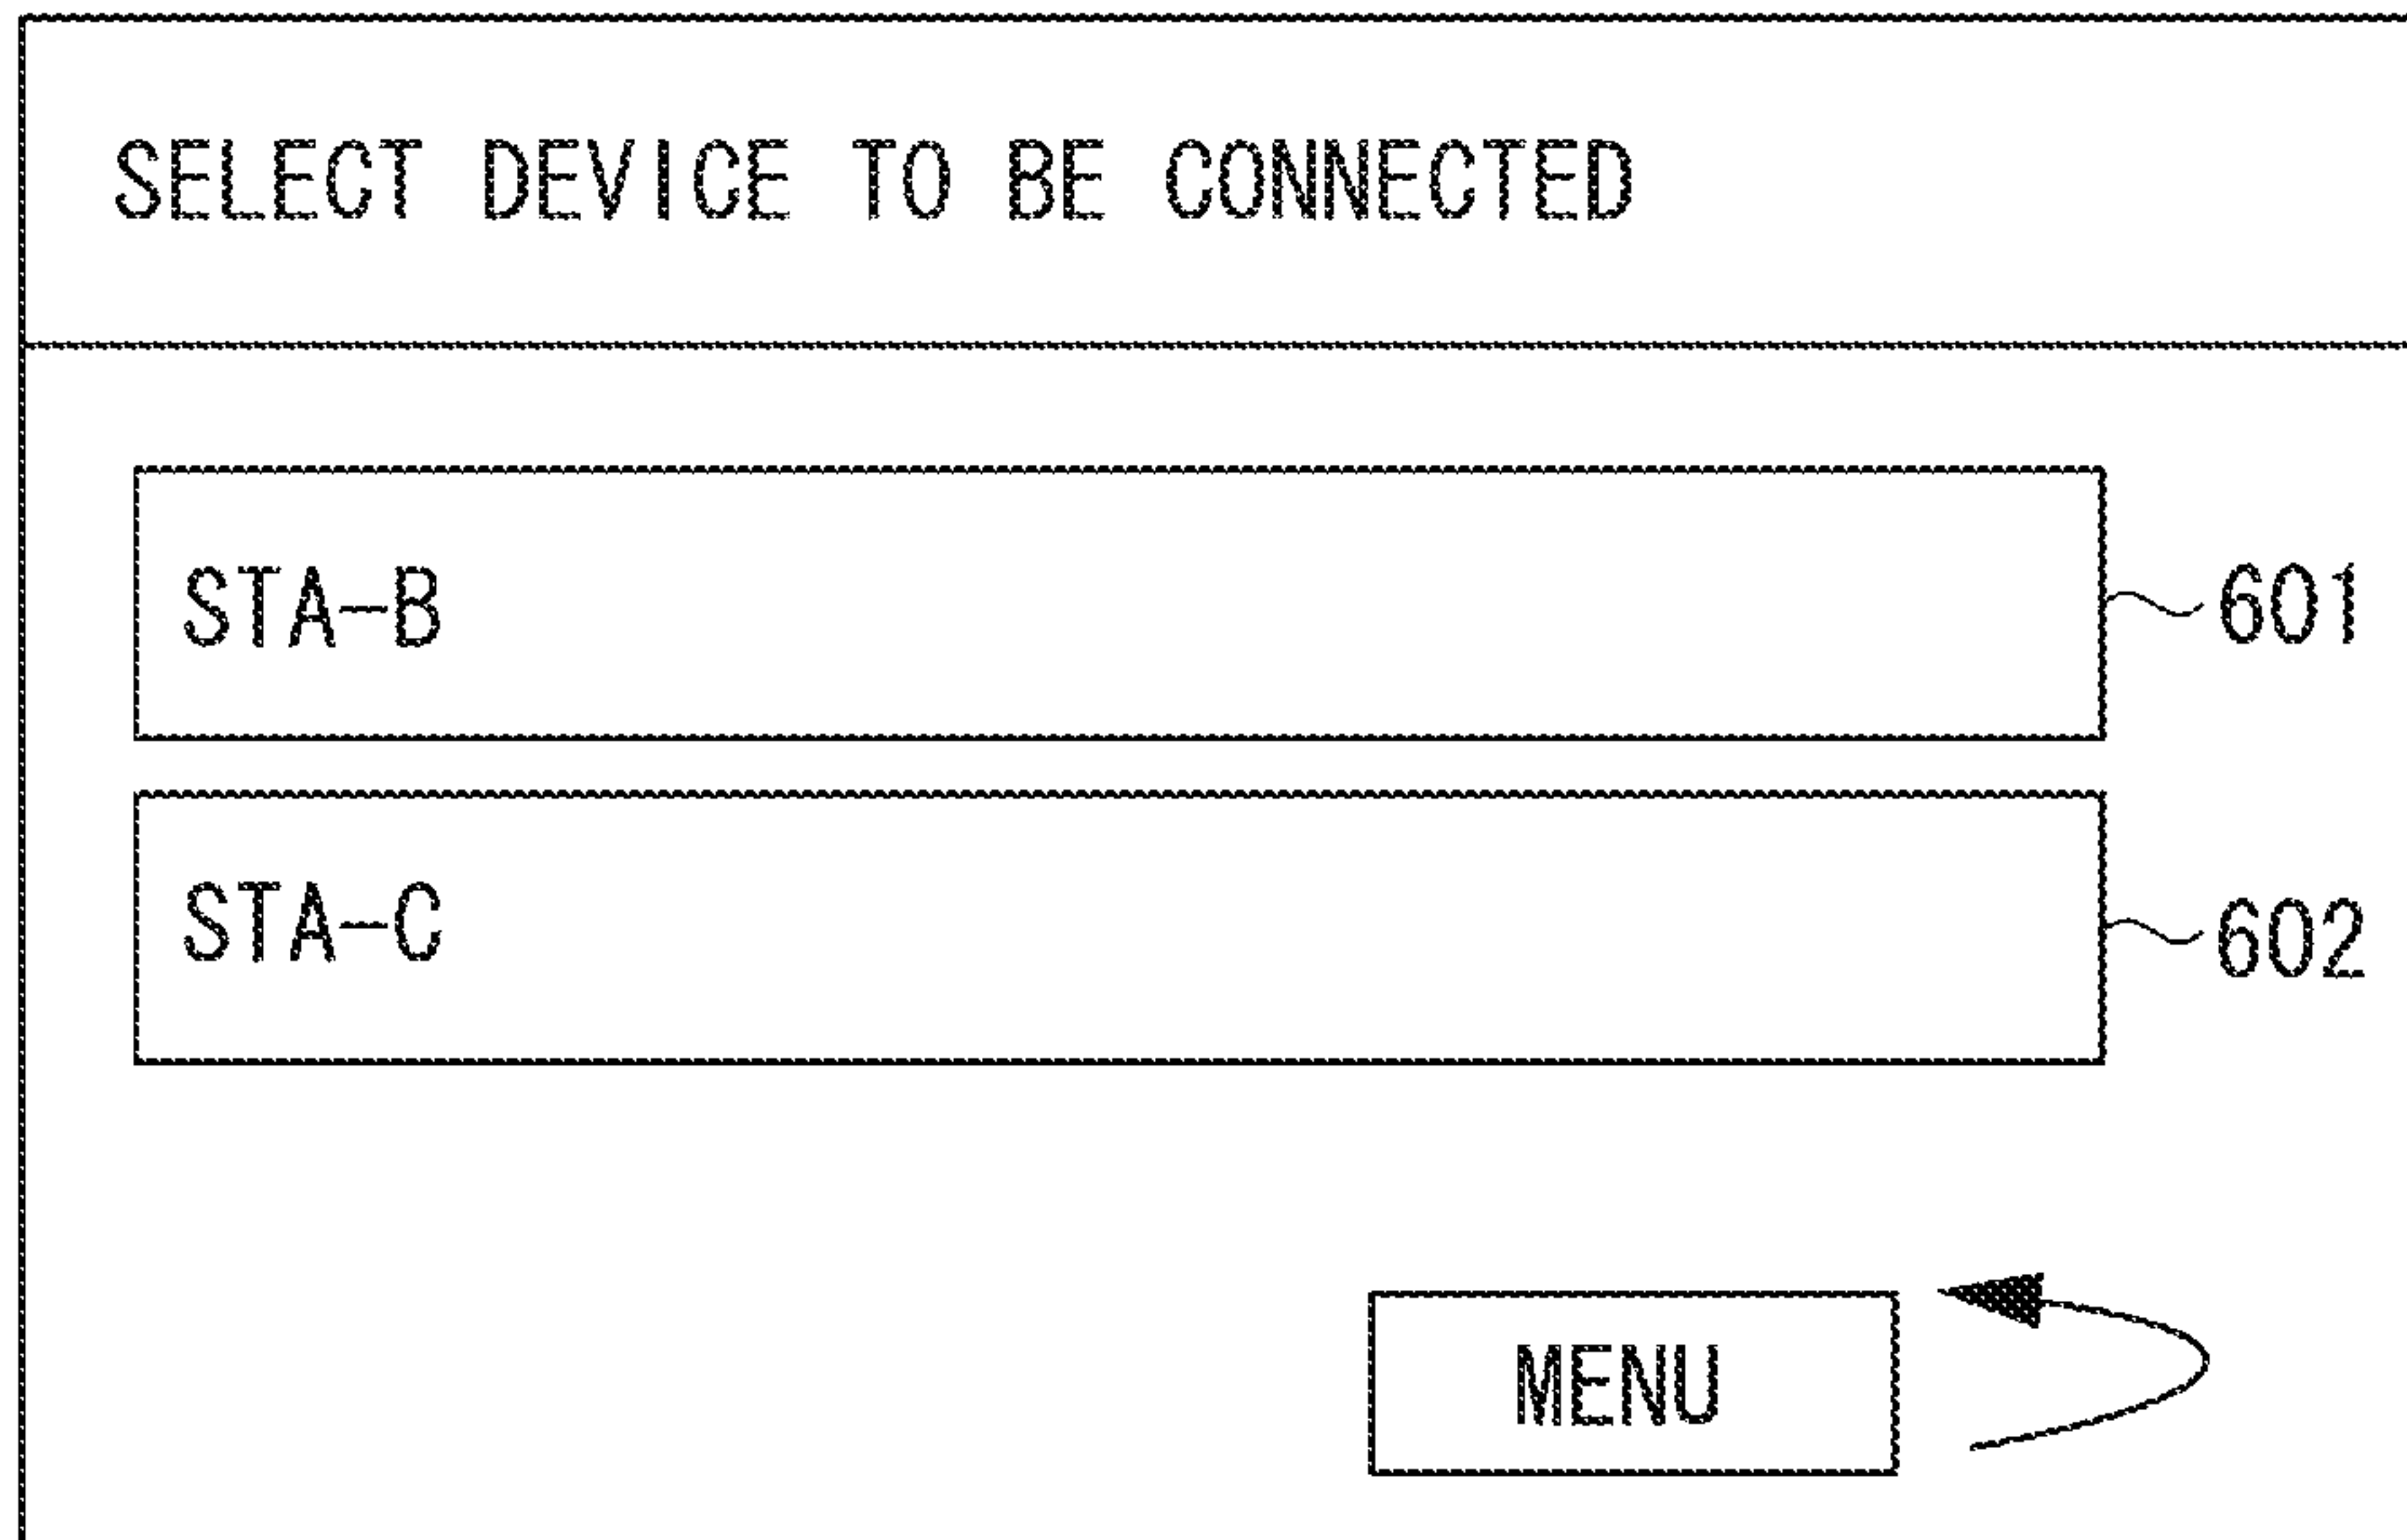 SELECT DEVICE TO BE CONNECTED
STA-B
601
STA-C
602
MENU